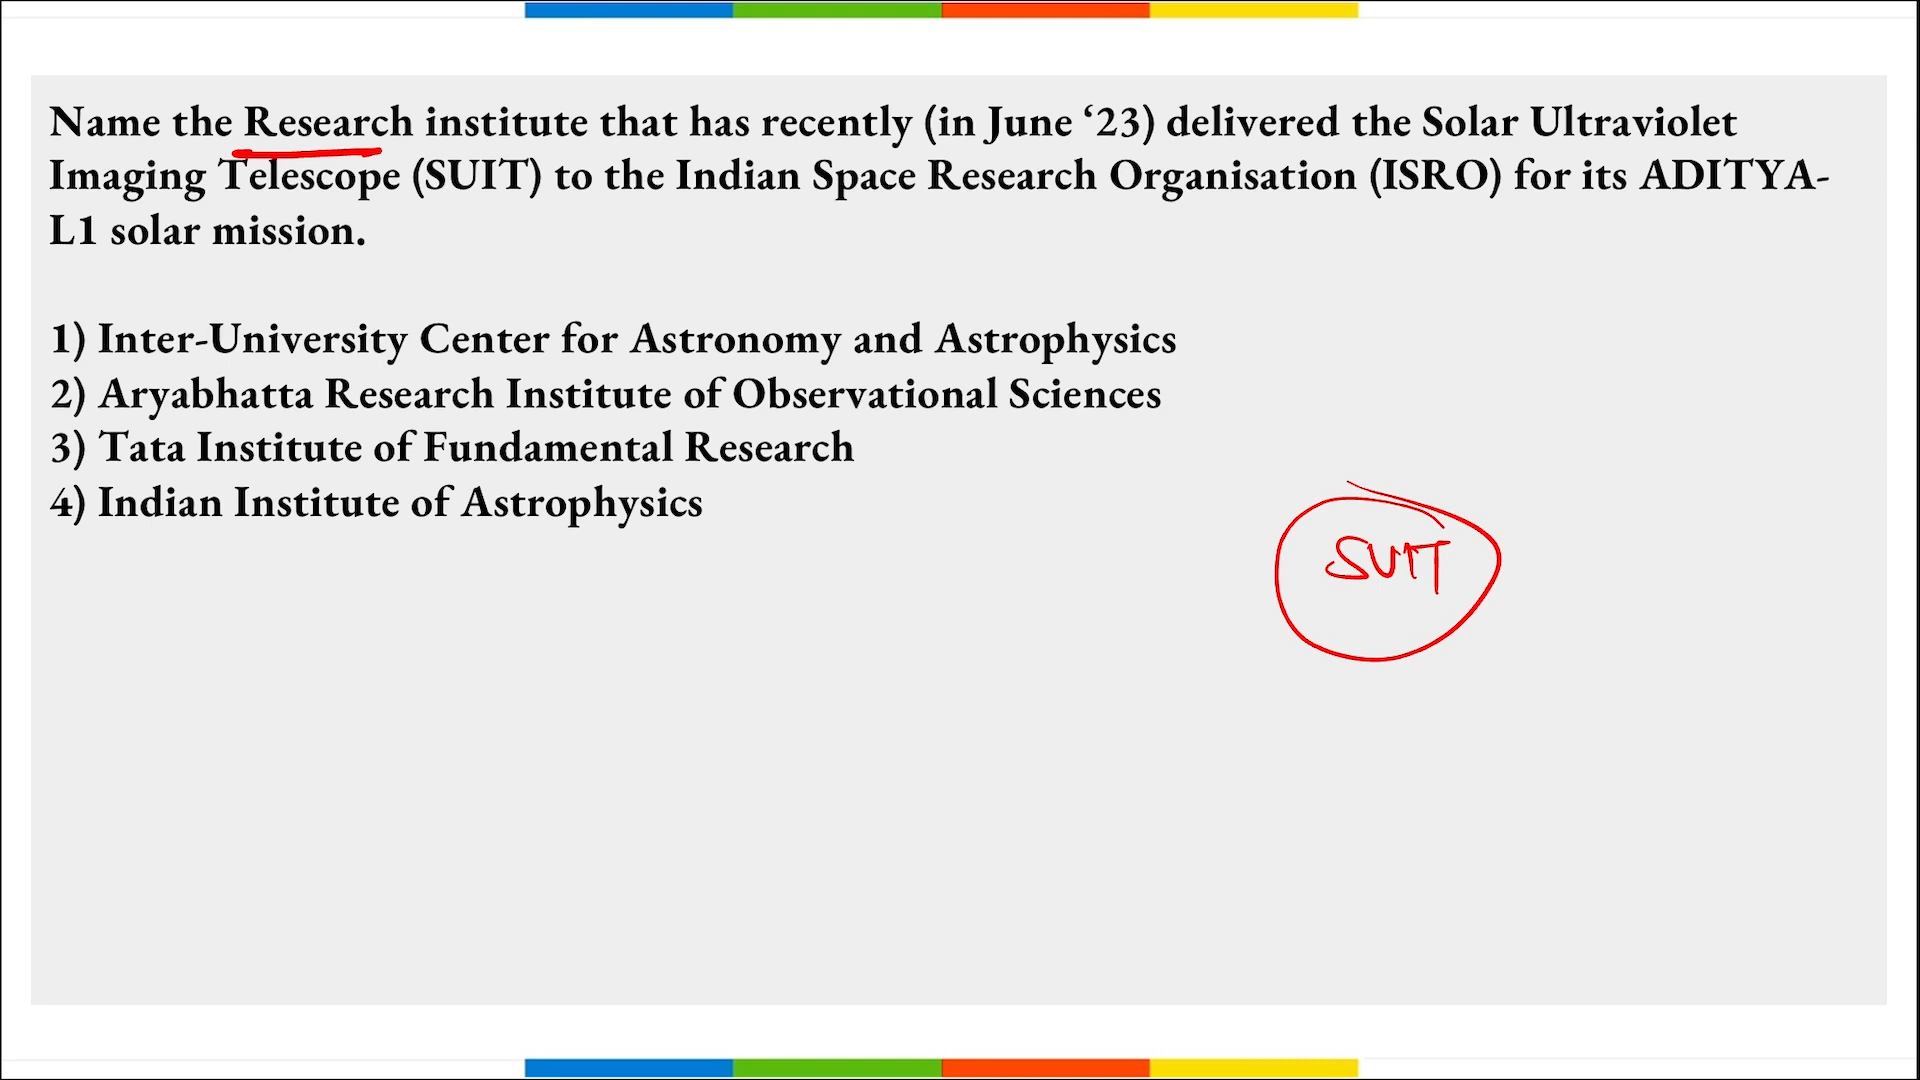 Name the Research institute that has recently (in June ‘23) delivered the Solar Ultraviolet
Imaging Telescope (SUIT) to the Indian Space Research Organisation (ISRO) for its ADITYA-
L1 solar mission.
1) Inter-University Center for Astronomy and Astrophysics
2) Aryabhatta Research Institute of Observational Sciences
3) Tata Institute of Fundamental Research
4) Indian Institute of Astrophysics
SUIT